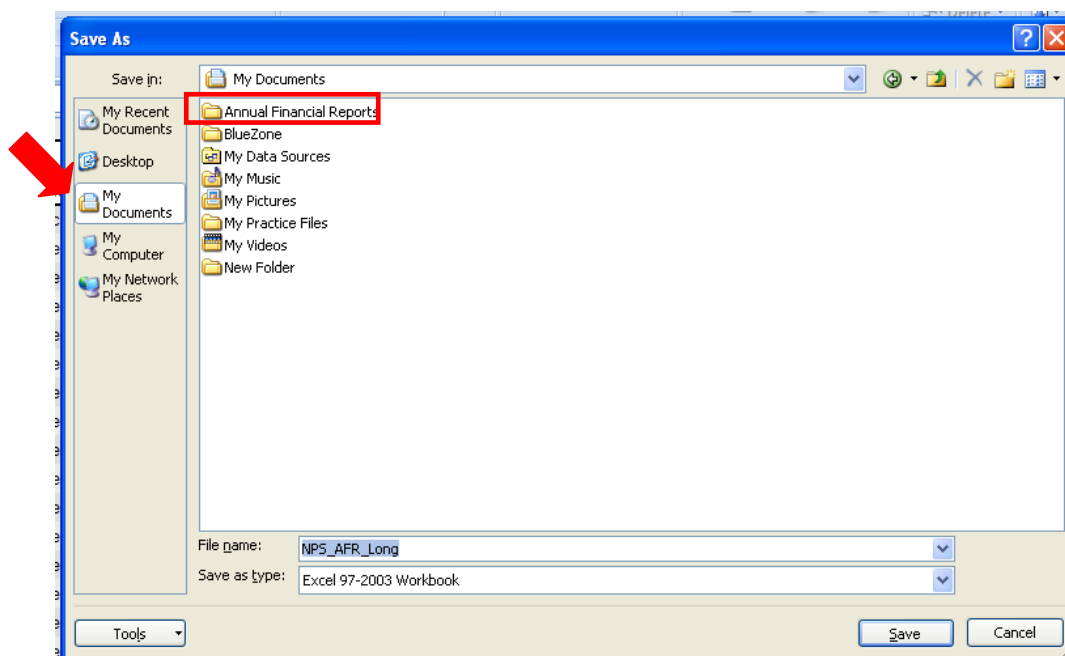 Save As
?
Save in:
My Documents
My Recent
Documents
Desktop
My
Documents
My
Computer
My Network
Places
Annual Financial Reports
BlueZone
My Data Sources
My Music
My Pictures
My Practice Files
My Videos
New Folder
File name:
NPS_AFR_Long
Save as type:
Excel 97-2003 Workbook
Tools
Save
Cancel